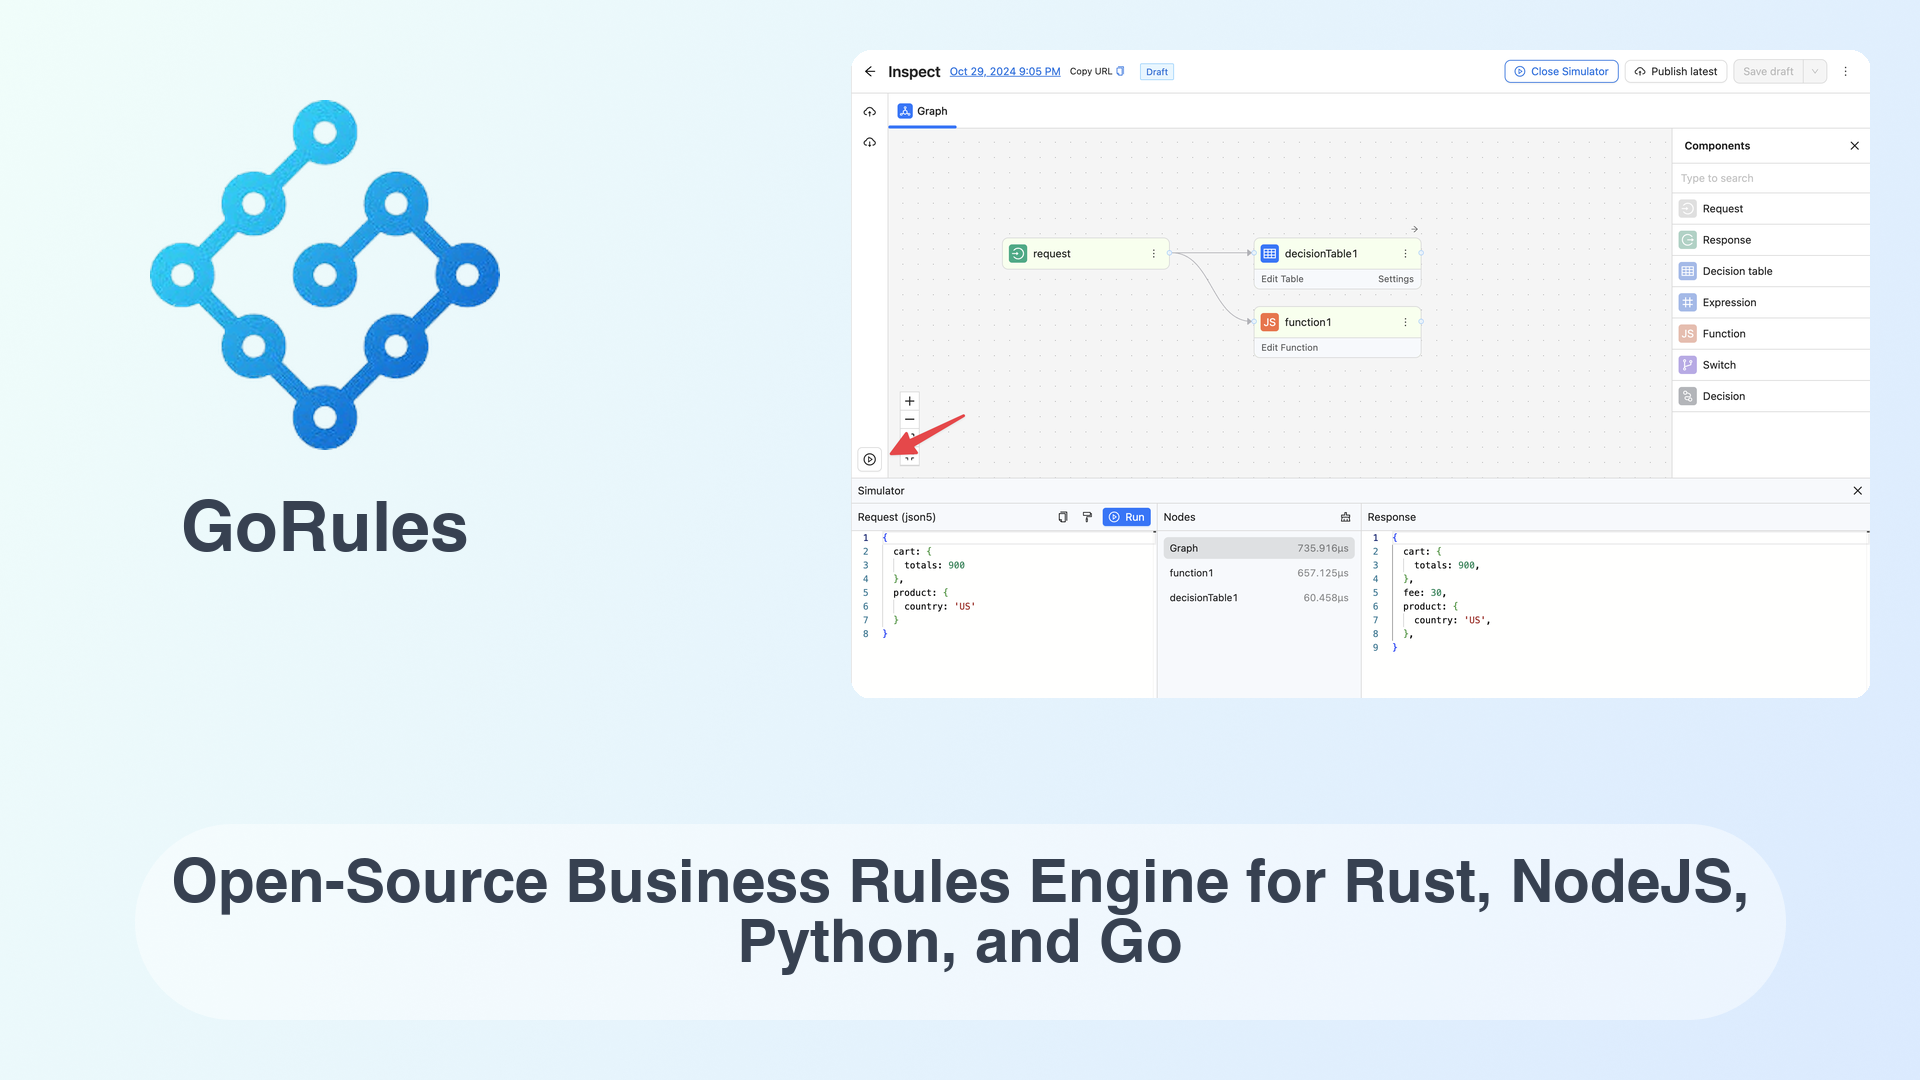 GoRules
Inspect Oct 29, 2024 9:05 PM Copy URL Draft Close Simulator Publish latest Save draft
Graph
Components
Type to search
Request
Response
Decision table
Expression
JS Function
Switch
Decision
request
decisionTable1
Edit Table Settings
JS function1
Edit Function
Simulator
Request (json5) Run
1 {
2 cart: {
3 totals: 900
4 },
5 product: {
6 country: 'US'
7 }
8 }
Nodes
Graph 735.916µs
function1 657.125µs
decisionTable1 60.458µs
Response
1 {
2 cart: {
3 totals: 900,
4 },
5 fee: 30,
6 product: {
7 country: 'US',
8 },
9 }
Open-Source Business Rules Engine for Rust, NodeJS,
Python, and Go